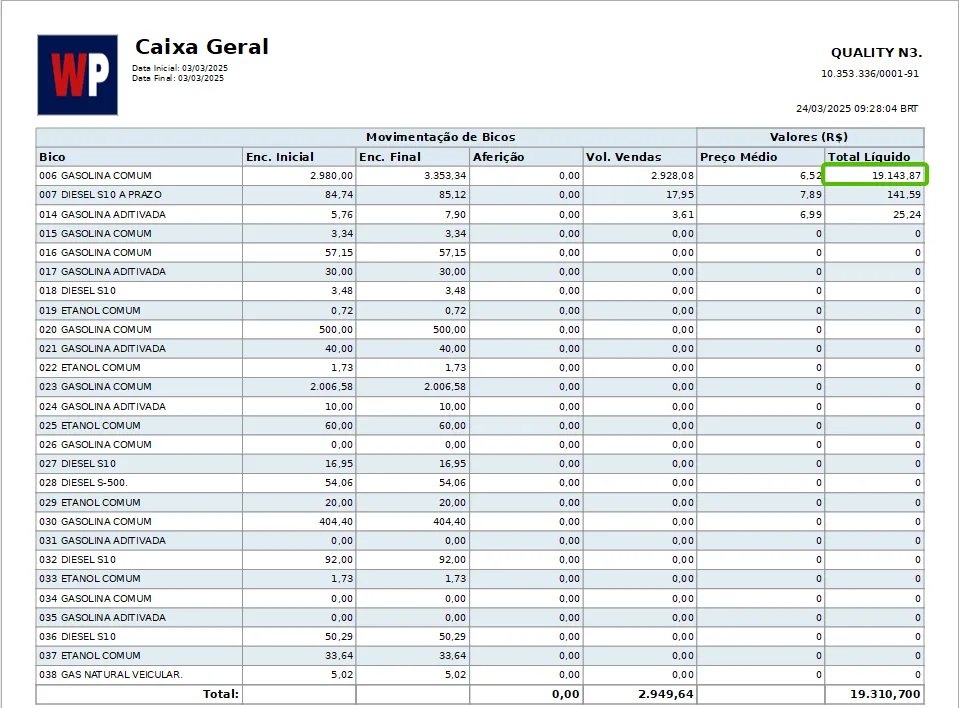 WP
Caixa Geral
Data Inicial: 03/03/2025
Data Final: 03/03/2025
QUALITY N3.
10.353.336/0001-91
24/03/2025 09:28:04 BRT
Movimentação de Bicos Valores (R$)
Bico Enc. Inicial Enc. Final Aferição Vol. Vendas Preço Médio Total Líquido
006 GASOLINA COMUM 2.980,00 3.353,34 0,00 2.928,08 6,52 19.143,87
007 DIESEL S10 A PRAZO 84,74 85,12 0,00 17,95 7,89 141,59
014 GASOLINA ADITIVADA 5,76 7,90 0,00 3,61 6,99 25,24
015 GASOLINA COMUM 3,34 3,34 0,00 0,00 0 0
016 GASOLINA COMUM 57,15 57,15 0,00 0,00 0 0
017 GASOLINA ADITIVADA 30,00 30,00 0,00 0,00 0 0
018 DIESEL S10 3,48 3,48 0,00 0,00 0 0
019 ETANOL COMUM 0,72 0,72 0,00 0,00 0 0
020 GASOLINA COMUM 500,00 500,00 0,00 0,00 0 0
021 GASOLINA ADITIVADA 40,00 40,00 0,00 0,00 0 0
022 ETANOL COMUM 1,73 1,73 0,00 0,00 0 0
023 GASOLINA COMUM 2.006,58 2.006,58 0,00 0,00 0 0
024 GASOLINA ADITIVADA 10,00 10,00 0,00 0,00 0 0
025 ETANOL COMUM 60,00 60,00 0,00 0,00 0 0
026 GASOLINA COMUM 0,00 0,00 0,00 0,00 0 0
027 DIESEL S10 16,95 16,95 0,00 0,00 0 0
028 DIESEL S-500. 54,06 54,06 0,00 0,00 0 0
029 ETANOL COMUM 20,00 20,00 0,00 0,00 0 0
030 GASOLINA COMUM 404,40 404,40 0,00 0,00 0 0
031 GASOLINA ADITIVADA 0,00 0,00 0,00 0,00 0 0
032 DIESEL S10 92,00 92,00 0,00 0,00 0 0
033 ETANOL COMUM 1,73 1,73 0,00 0,00 0 0
034 GASOLINA COMUM 0,00 0,00 0,00 0,00 0 0
035 GASOLINA ADITIVADA 0,00 0,00 0,00 0,00 0 0
036 DIESEL S10 50,29 50,29 0,00 0,00 0 0
037 ETANOL COMUM 33,64 33,64 0,00 0,00 0 0
038 GAS NATURAL VEICULAR. 5,02 5,02 0,00 0,00 0 0
Total: 0,00 2.949,64 19.310,700